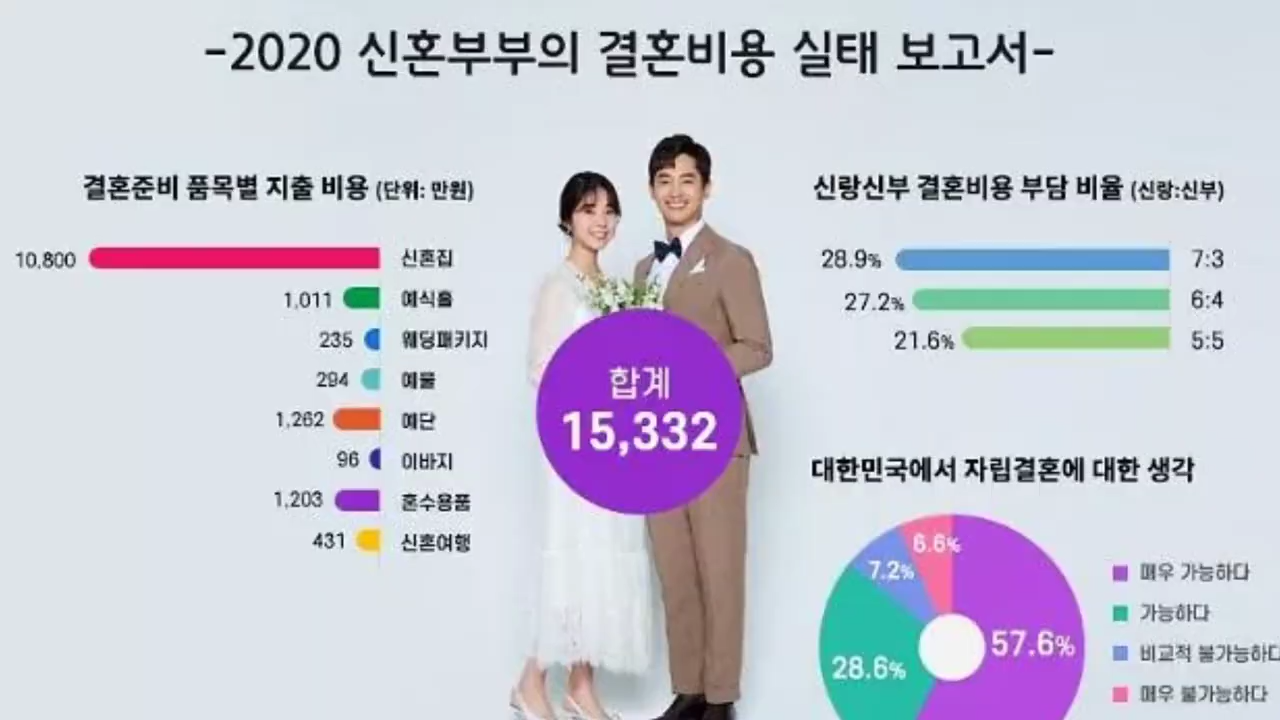 -2020 신혼부부의 결혼비용 실태 보고서-
결혼준비 품목별 지출 비용 (단위: 만원)
10,800 신혼집
1,011 예식홀
235 웨딩패키지
294 예물
1,262 예단
96 이바지
1,203 혼수용품
431 신혼여행
합계
15,332
신랑신부 결혼비용 부담 비율 (신랑:신부)
28.9% 7:3
27.2% 6:4
21.6% 5:5
대한민국에서 자립결혼에 대한 생각
6.6%
7.2%
28.6%
57.6%
매우 가능하다
가능하다
비교적 불가능하다
매우 불가능하다